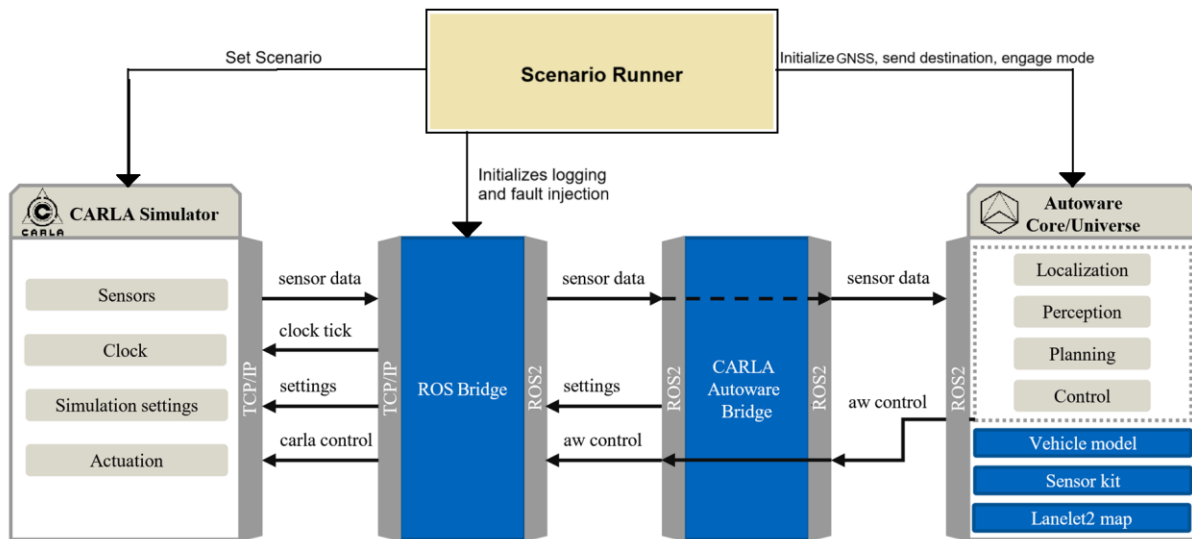 Set Scenario
Scenario Runner
Initialize GNSS, send destination, engage mode
Initializes logging
and fault injection
CARLA
CARLA Simulator
Sensors
Clock
Simulation settings
Actuation
TCP/IP
sensor data
clock tick
settings
carla control
TCP/IP
ROS Bridge
ROS2
sensor data
settings
aw control
ROS2
CARLA
Autoware
Bridge
ROS2
sensor data
aw control
ROS2
Autoware
Core/Universe
Localization
Perception
Planning
Control
Vehicle model
Sensor kit
Lanelet2 map